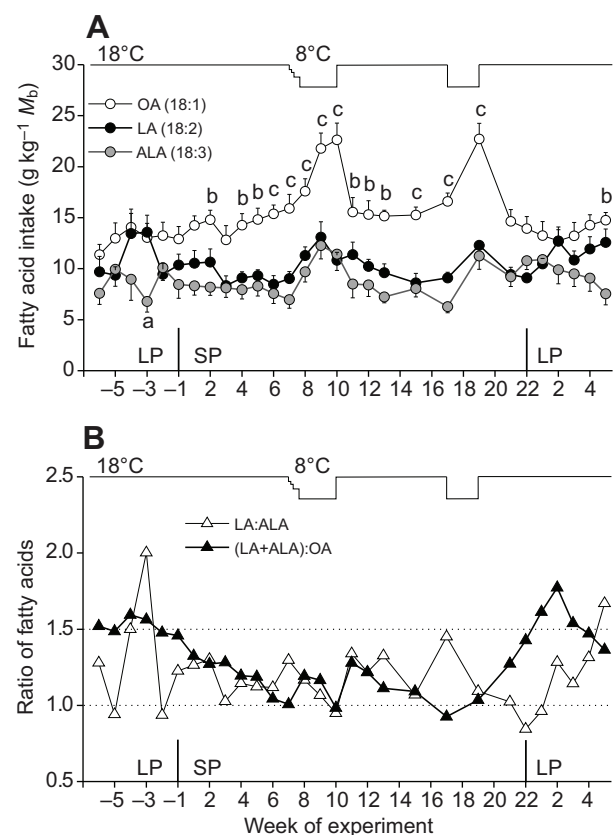 A
18°C 8°C
30
25
20
15
10
5
0
Fatty acid intake (g kg⁻¹ M_b)
OA (18:1)
LA (18:2)
ALA (18:3)
a b b b b c c c c c b b b c c c b
LP SP LP
–5 –3 –1 2 4 6 8 10 12 14 16 18 20 22 2 4
B
18°C 8°C
2.5
2.0
1.5
1.0
0.5
Ratio of fatty acids
LA:ALA
(LA+ALA):OA
LP SP LP
–5 –3 –1 2 4 6 8 10 12 14 16 18 20 22 2 4
Week of experiment